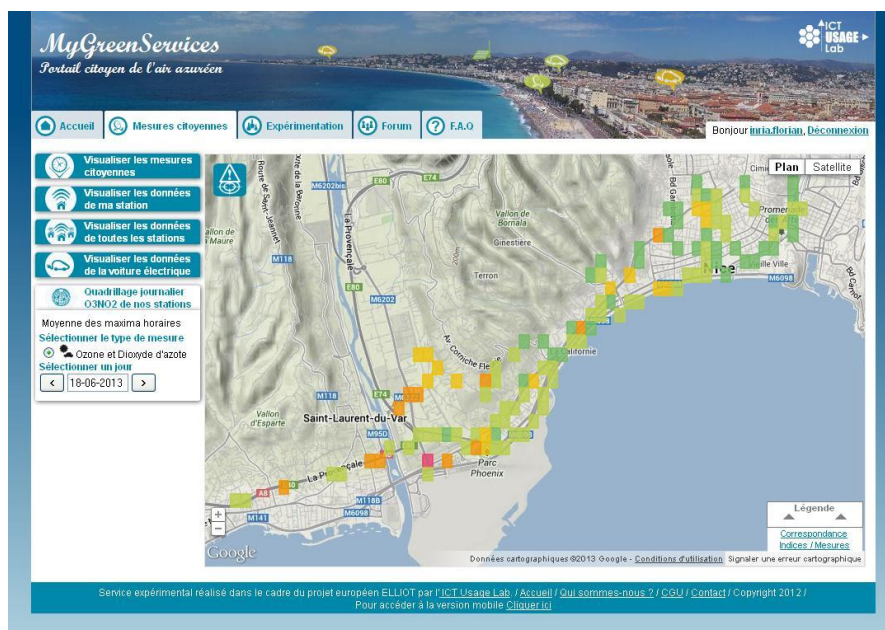 MyGreenServices
Portail citoyen de l'air azuréen
ICT
USAGE
Lab
Accueil
Mesures citoyennes
Expérimentation
Forum
F.A.Q
Bonjour inria.florian, Déconnexion
Visualiser les mesures
citoyennes
Visualiser les données
de ma station
Visualiser les données
de toutes les stations
Visualiser les données
de la voiture électrique
Quadrillage journalier
O3NO2 de nos stations
Moyenne des maxima horaires
Sélectionner le type de mesure
Ozone et Dioxyde d'azote
Sélectionner un jour
< 18-06-2013 >
Plan
Satellite
M6202bis
E80
E74
Route de Saint-Jeannet
Route de la Baronne
La Provençale
M118
E80
M6202
200m
Vallon de
Bornala
Ginestière
Terron
Promenade
des Arts
Nice
Vieille Ville
M6098
Av. Corniche Fle
Californie
M118
E74
Saint-Laurent-du-Var
Vallon
d'Esparte
M95D
Parc
Phoenix
M118B
M141
M6098
+
-
Google
Légende
Correspondance
Indices / Mesures
Données cartographiques ©2013 Google - Conditions d'utilisation
Signaler une erreur cartographique
Service expérimental réalisé dans le cadre du projet européen ELLIOT par l'ICT Usage Lab. / Accueil / Qui sommes-nous ? / CGU / Contact / Copyright 2012 /
Pour accéder à la version mobile Cliquer ici